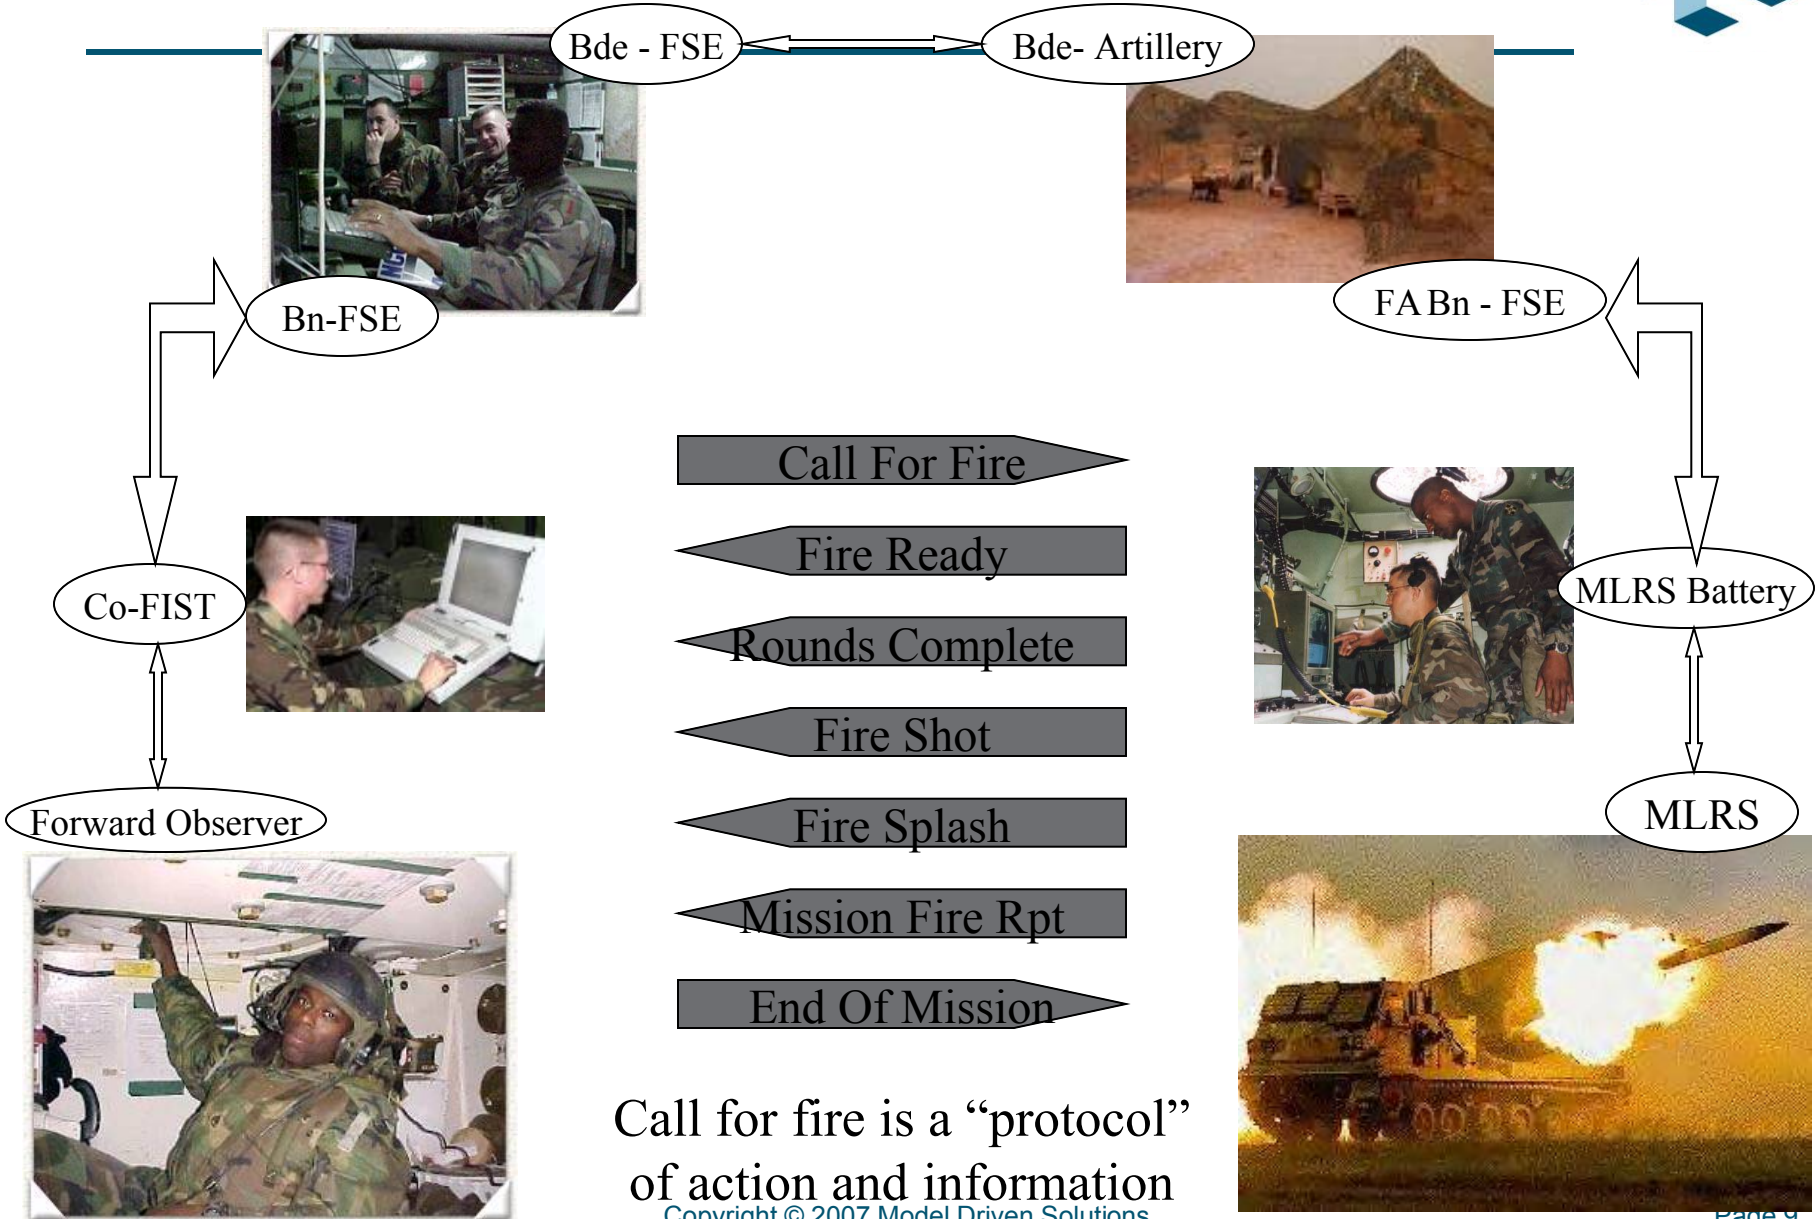 Bde - FSE
Bde- Artillery
Bn-FSE
FA Bn - FSE
Call For Fire
Fire Ready
Co-FIST
MLRS Battery
Rounds Complete
Fire Shot
Forward Observer
Fire Splash
MLRS
Mission Fire Rpt
End Of Mission
Call for fire is a “protocol”
of action and information
Copyright © 2007 Model Driven Solutions
Page 9